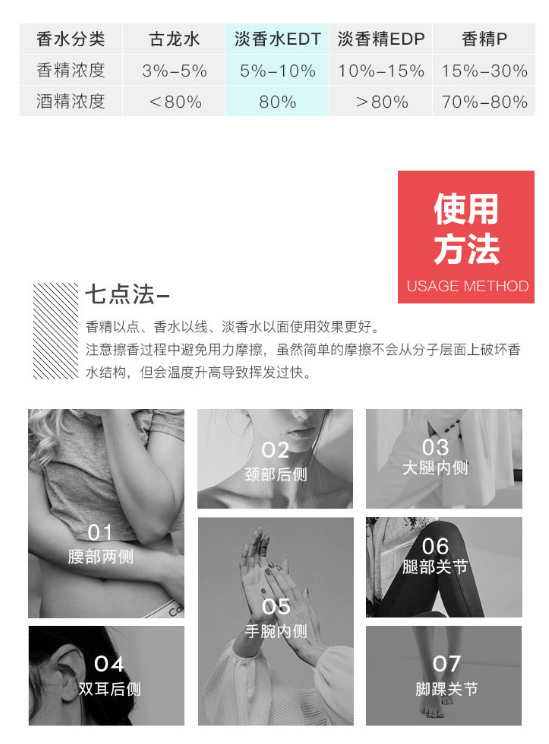 香水分类 古龙水 淡香水EDT 淡香精EDP 香精P
香精浓度 3%-5% 5%-10% 10%-15% 15%-30%
酒精浓度 <80% 80% >80% 70%-80%
使用
方法
USAGE METHOD
七点法-
香精以点、香水以线、淡香水以面使用效果更好。
注意擦香过程中避免用力摩擦，虽然简单的摩擦不会从分子层面上破坏香
水结构，但会温度升高导致挥发过快。
01
腰部两侧
02
颈部后侧
03
大腿内侧
04
双耳后侧
05
手腕内侧
06
腿部关节
07
脚踝关节